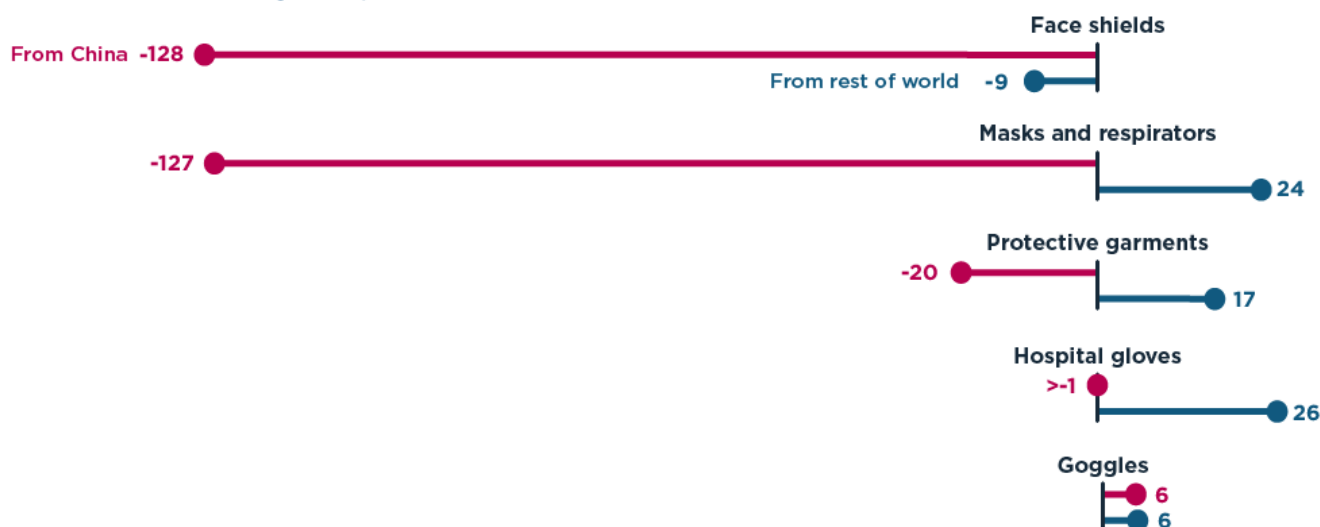 Face shields
From China -128
From rest of world -9
Masks and respirators
-127
24
Protective garments
-20
17
Hospital gloves
>-1
26
Goggles
6
6